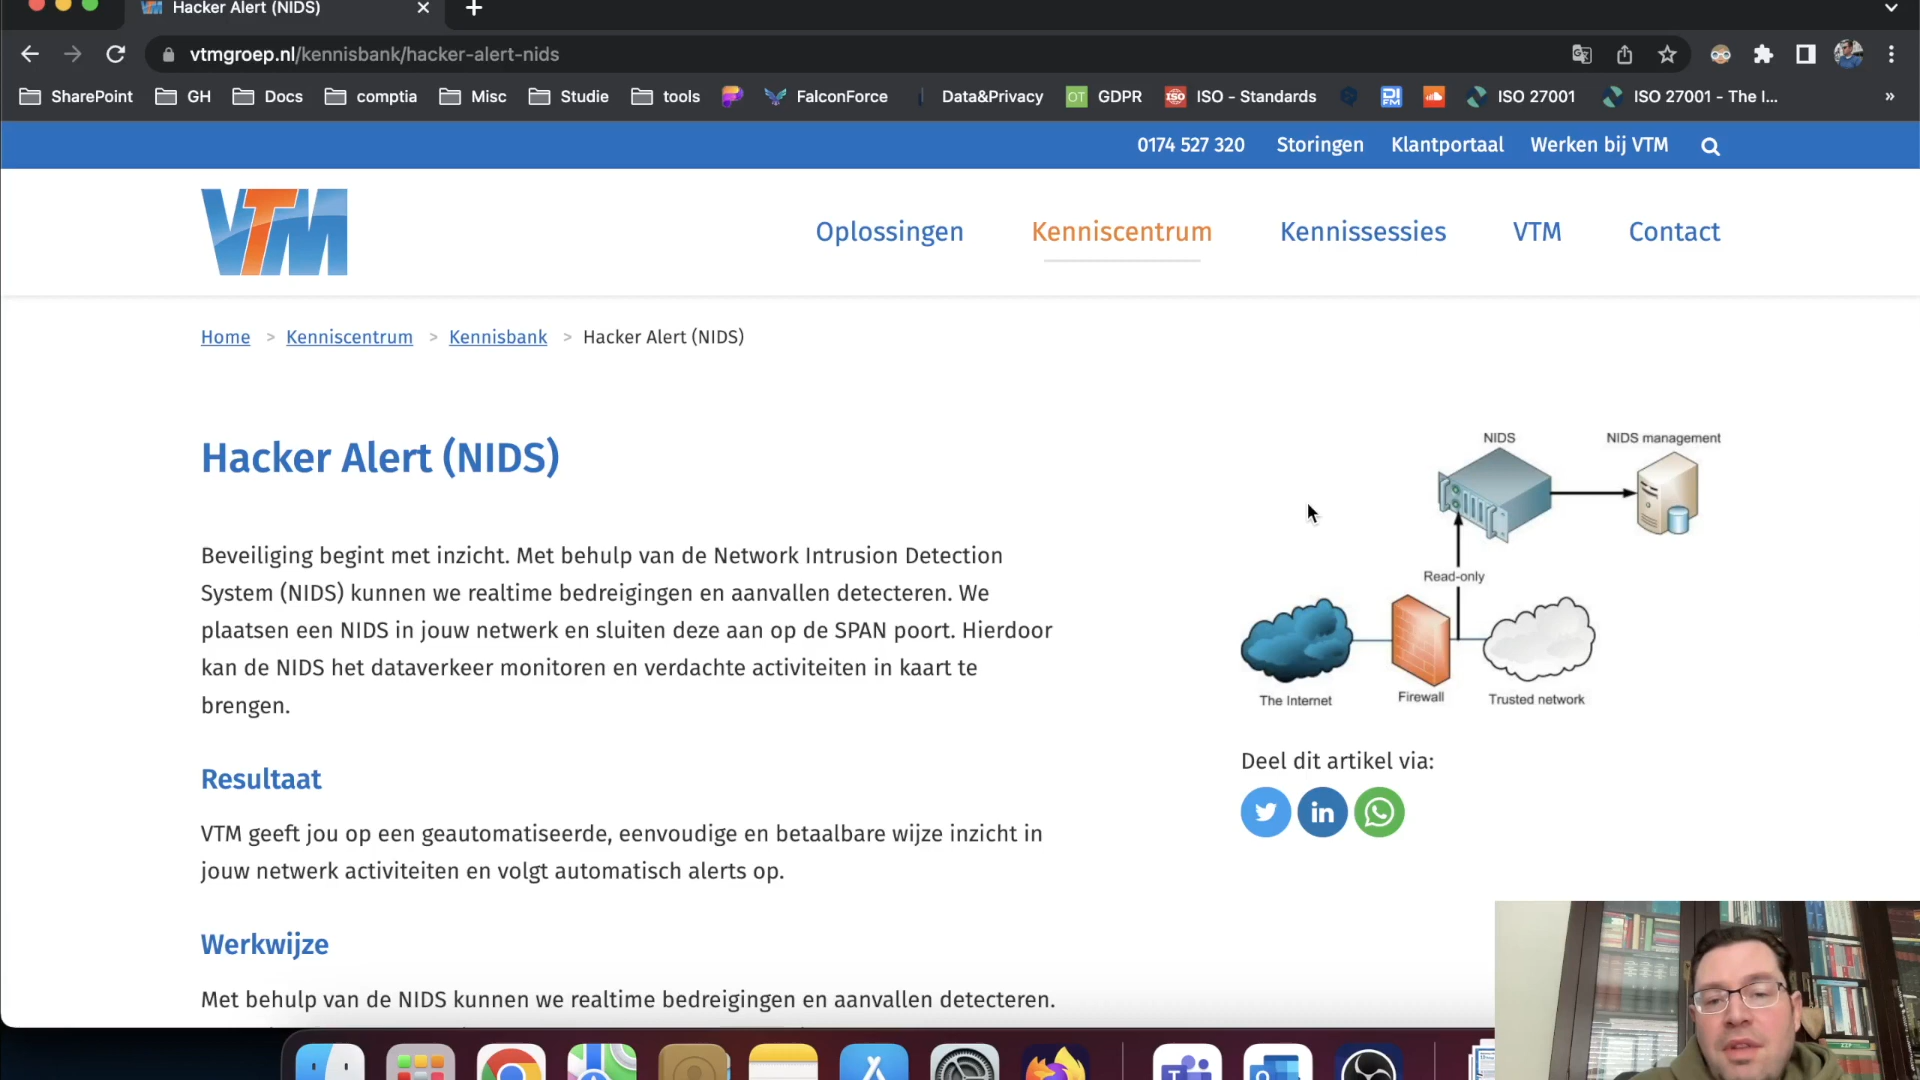 Hacker Alert (NIDS)
vtmgroep.nl/kennisbank/hacker-alert-nids
SharePoint GH Docs comptia Misc Studie tools FalconForce Data&Privacy OT GDPR ISO ISO - Standards DI FM ISO 27001 ISO 27001 - The I... »
0174 527 320 Storingen Klantportaal Werken bij VTM
VTM
Oplossingen Kenniscentrum Kennissessies VTM Contact
Home > Kenniscentrum > Kennisbank > Hacker Alert (NIDS)
Hacker Alert (NIDS)
Beveiliging begint met inzicht. Met behulp van de Network Intrusion Detection
System (NIDS) kunnen we realtime bedreigingen en aanvallen detecteren. We
plaatsen een NIDS in jouw netwerk en sluiten deze aan op de SPAN poort. Hierdoor
kan de NIDS het dataverkeer monitoren en verdachte activiteiten in kaart te
brengen.
Resultaat
VTM geeft jou op een geautomatiseerde, eenvoudige en betaalbare wijze inzicht in
jouw netwerk activiteiten en volgt automatisch alerts op.
Werkwijze
Met behulp van de NIDS kunnen we realtime bedreigingen en aanvallen detecteren.
NIDS NIDS management
Read-only
The Internet Firewall Trusted network
Deel dit artikel via:
in